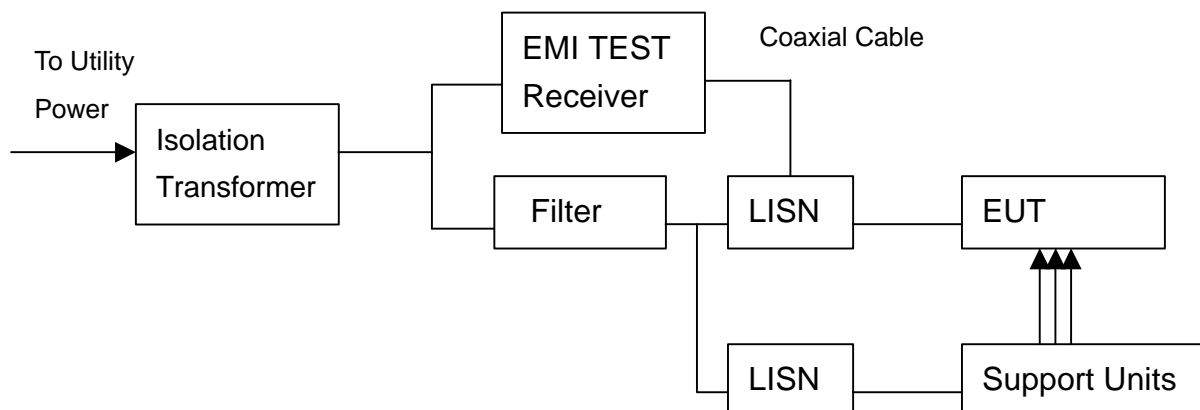 To Utility
Power
Isolation
Transformer
EMI TEST
Receiver
Coaxial Cable
Filter
LISN
EUT
LISN
Support Units